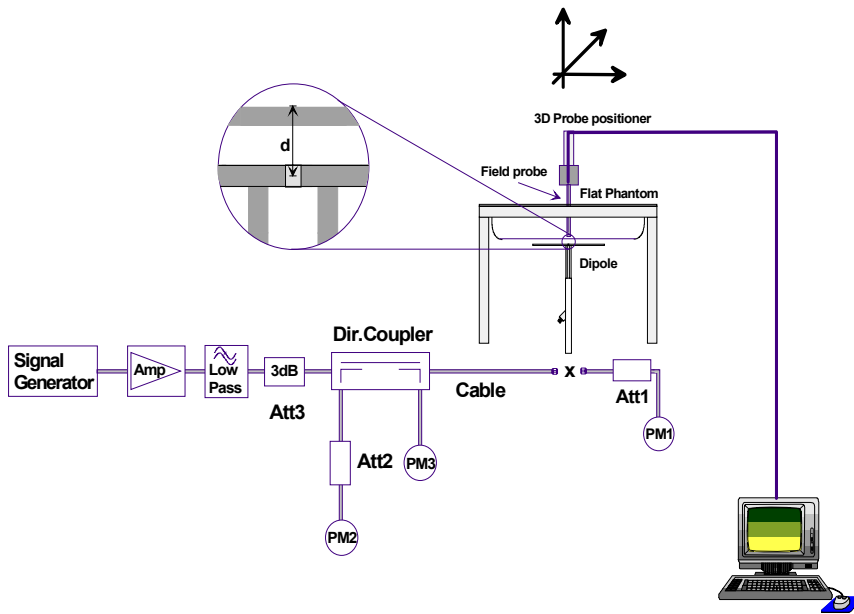 3D Probe positioner
d
Field probe
Flat Phantom
Dipole
Dir.Coupler
Signal
Generator
Amp
Low
Pass
3dB
Cable
x
Att1
Att3
PM1
Att2
PM3
PM2